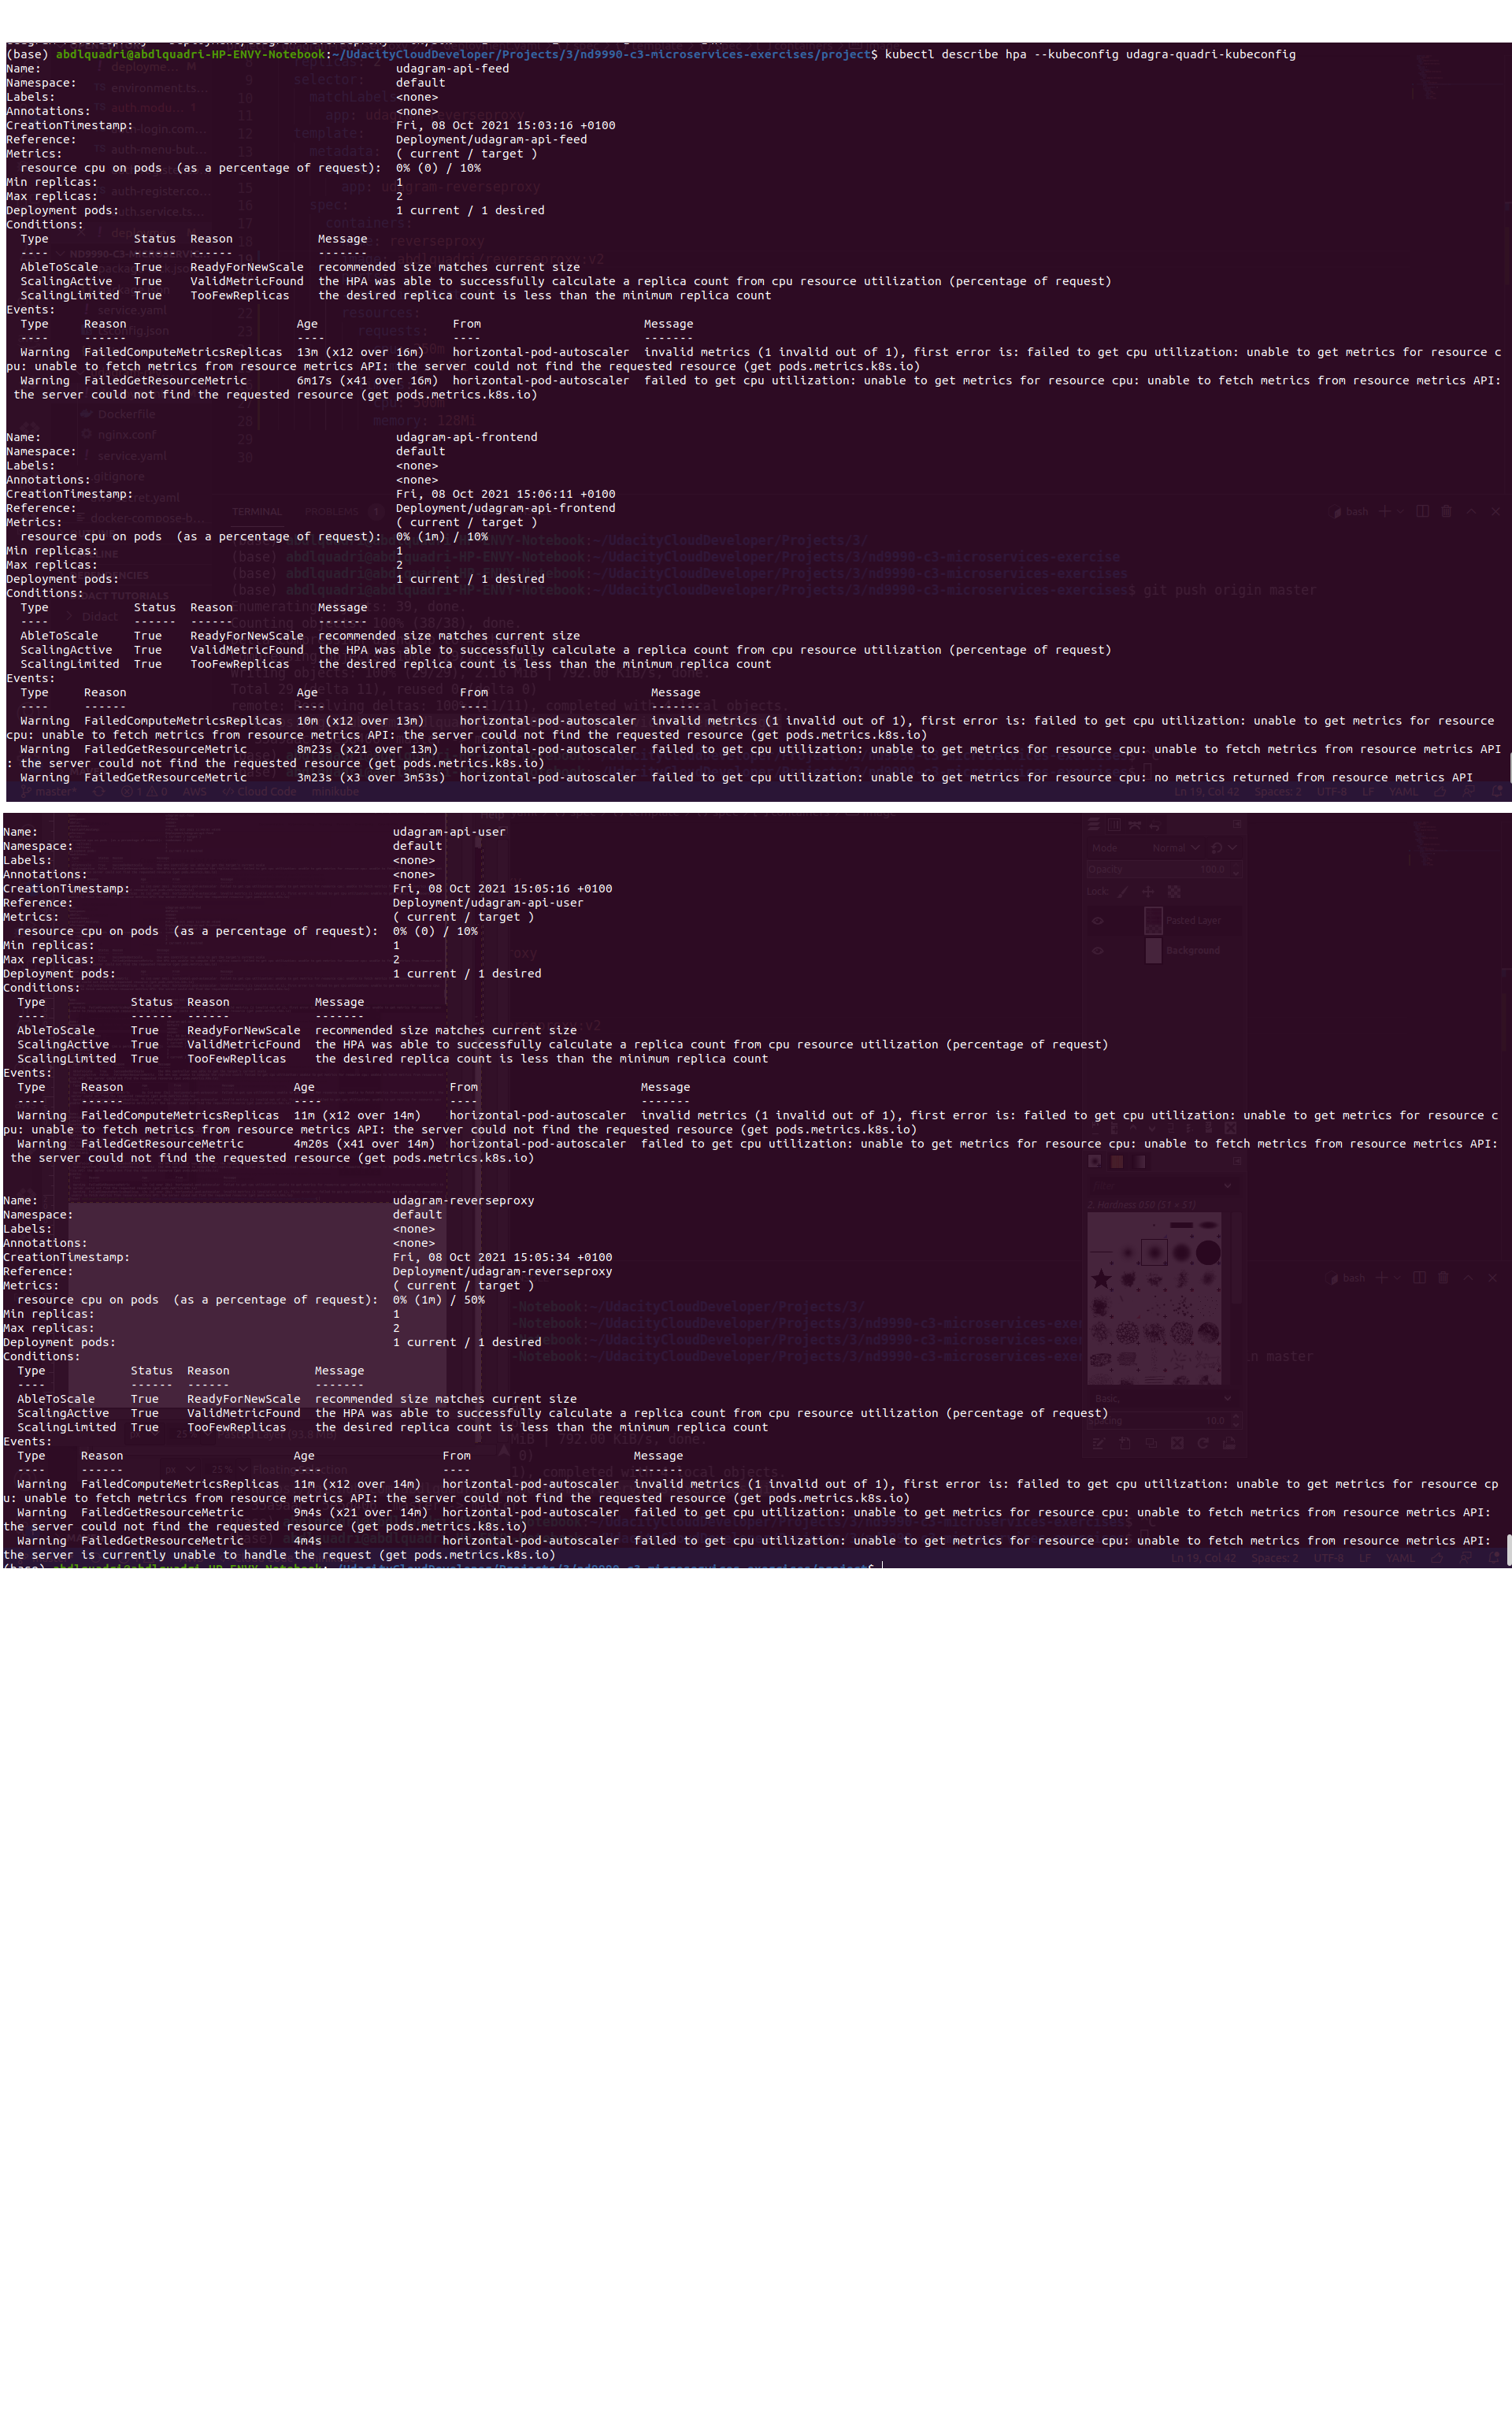 (base) abdlquadri@abdlquadri-HP-ENVY-Notebook:~/UdacityCloudDeveloper/Projects/3/nd9990-c3-microservices-exercises/project$ kubectl describe hpa --kubeconfig udagra-quadri-kubeconfig
Name: udagram-api-feed
Namespace: default
Labels: <none>
Annotations: <none>
CreationTimestamp: Fri, 08 Oct 2021 15:03:16 +0100
Reference: Deployment/udagram-api-feed
Metrics: ( current / target )
resource cpu on pods (as a percentage of request): 0% (0) / 10%
Min replicas: 1
Max replicas: 2
Deployment pods: 1 current / 1 desired
Conditions:
Type Status Reason Message
---- ------ ------ -------
AbleToScale True ReadyForNewScale recommended size matches current size
ScalingActive True ValidMetricFound the HPA was able to successfully calculate a replica count from cpu resource utilization (percentage of request)
ScalingLimited True TooFewReplicas the desired replica count is less than the minimum replica count
Events:
Type Reason Age From Message
---- ------ ---- ---- -------
Warning FailedComputeMetricsReplicas 13m (x12 over 16m) horizontal-pod-autoscaler invalid metrics (1 invalid out of 1), first error is: failed to get cpu utilization: unable to get metrics for resource c
pu: unable to fetch metrics from resource metrics API: the server could not find the requested resource (get pods.metrics.k8s.io)
Warning FailedGetResourceMetric 6m17s (x41 over 16m) horizontal-pod-autoscaler failed to get cpu utilization: unable to get metrics for resource cpu: unable to fetch metrics from resource metrics API:
the server could not find the requested resource (get pods.metrics.k8s.io)
Name: udagram-api-frontend
Namespace: default
Labels: <none>
Annotations: <none>
CreationTimestamp: Fri, 08 Oct 2021 15:06:11 +0100
Reference: Deployment/udagram-api-frontend
Metrics: ( current / target )
resource cpu on pods (as a percentage of request): 0% (1m) / 10%
Min replicas: 1
Max replicas: 2
Deployment pods: 1 current / 1 desired
Conditions:
Type Status Reason Message
---- ------ ------ -------
AbleToScale True ReadyForNewScale recommended size matches current size
ScalingActive True ValidMetricFound the HPA was able to successfully calculate a replica count from cpu resource utilization (percentage of request)
ScalingLimited True TooFewReplicas the desired replica count is less than the minimum replica count
Events:
Type Reason Age From Message
---- ------ ---- ---- -------
Warning FailedComputeMetricsReplicas 10m (x12 over 13m) horizontal-pod-autoscaler invalid metrics (1 invalid out of 1), first error is: failed to get cpu utilization: unable to get metrics for resource
cpu: unable to fetch metrics from resource metrics API: the server could not find the requested resource (get pods.metrics.k8s.io)
Warning FailedGetResourceMetric 8m23s (x21 over 13m) horizontal-pod-autoscaler failed to get cpu utilization: unable to get metrics for resource cpu: unable to fetch metrics from resource metrics API
: the server could not find the requested resource (get pods.metrics.k8s.io)
Warning FailedGetResourceMetric 3m23s (x3 over 3m53s) horizontal-pod-autoscaler failed to get cpu utilization: unable to get metrics for resource cpu: no metrics returned from resource metrics API
Name: udagram-api-user
Namespace: default
Labels: <none>
Annotations: <none>
CreationTimestamp: Fri, 08 Oct 2021 15:05:16 +0100
Reference: Deployment/udagram-api-user
Metrics: ( current / target )
resource cpu on pods (as a percentage of request): 0% (0) / 10%
Min replicas: 1
Max replicas: 2
Deployment pods: 1 current / 1 desired
Conditions:
Type Status Reason Message
---- ------ ------ -------
AbleToScale True ReadyForNewScale recommended size matches current size
ScalingActive True ValidMetricFound the HPA was able to successfully calculate a replica count from cpu resource utilization (percentage of request)
ScalingLimited True TooFewReplicas the desired replica count is less than the minimum replica count
Events:
Type Reason Age From Message
---- ------ ---- ---- -------
Warning FailedComputeMetricsReplicas 11m (x12 over 14m) horizontal-pod-autoscaler invalid metrics (1 invalid out of 1), first error is: failed to get cpu utilization: unable to get metrics for resource c
pu: unable to fetch metrics from resource metrics API: the server could not find the requested resource (get pods.metrics.k8s.io)
Warning FailedGetResourceMetric 4m20s (x41 over 14m) horizontal-pod-autoscaler failed to get cpu utilization: unable to get metrics for resource cpu: unable to fetch metrics from resource metrics API:
the server could not find the requested resource (get pods.metrics.k8s.io)
Name: udagram-reverseproxy
Namespace: default
Labels: <none>
Annotations: <none>
CreationTimestamp: Fri, 08 Oct 2021 15:05:34 +0100
Reference: Deployment/udagram-reverseproxy
Metrics: ( current / target )
resource cpu on pods (as a percentage of request): 0% (1m) / 50%
Min replicas: 1
Max replicas: 2
Deployment pods: 1 current / 1 desired
Conditions:
Type Status Reason Message
---- ------ ------ -------
AbleToScale True ReadyForNewScale recommended size matches current size
ScalingActive True ValidMetricFound the HPA was able to successfully calculate a replica count from cpu resource utilization (percentage of request)
ScalingLimited True TooFewReplicas the desired replica count is less than the minimum replica count
Events:
Type Reason Age From Message
---- ------ ---- ---- -------
Warning FailedComputeMetricsReplicas 11m (x12 over 14m) horizontal-pod-autoscaler invalid metrics (1 invalid out of 1), first error is: failed to get cpu utilization: unable to get metrics for resource cp
u: unable to fetch metrics from resource metrics API: the server could not find the requested resource (get pods.metrics.k8s.io)
Warning FailedGetResourceMetric 9m4s (x21 over 14m) horizontal-pod-autoscaler failed to get cpu utilization: unable to get metrics for resource cpu: unable to fetch metrics from resource metrics API:
the server could not find the requested resource (get pods.metrics.k8s.io)
Warning FailedGetResourceMetric 4m4s horizontal-pod-autoscaler failed to get cpu utilization: unable to get metrics for resource cpu: unable to fetch metrics from resource metrics API:
the server is currently unable to handle the request (get pods.metrics.k8s.io)